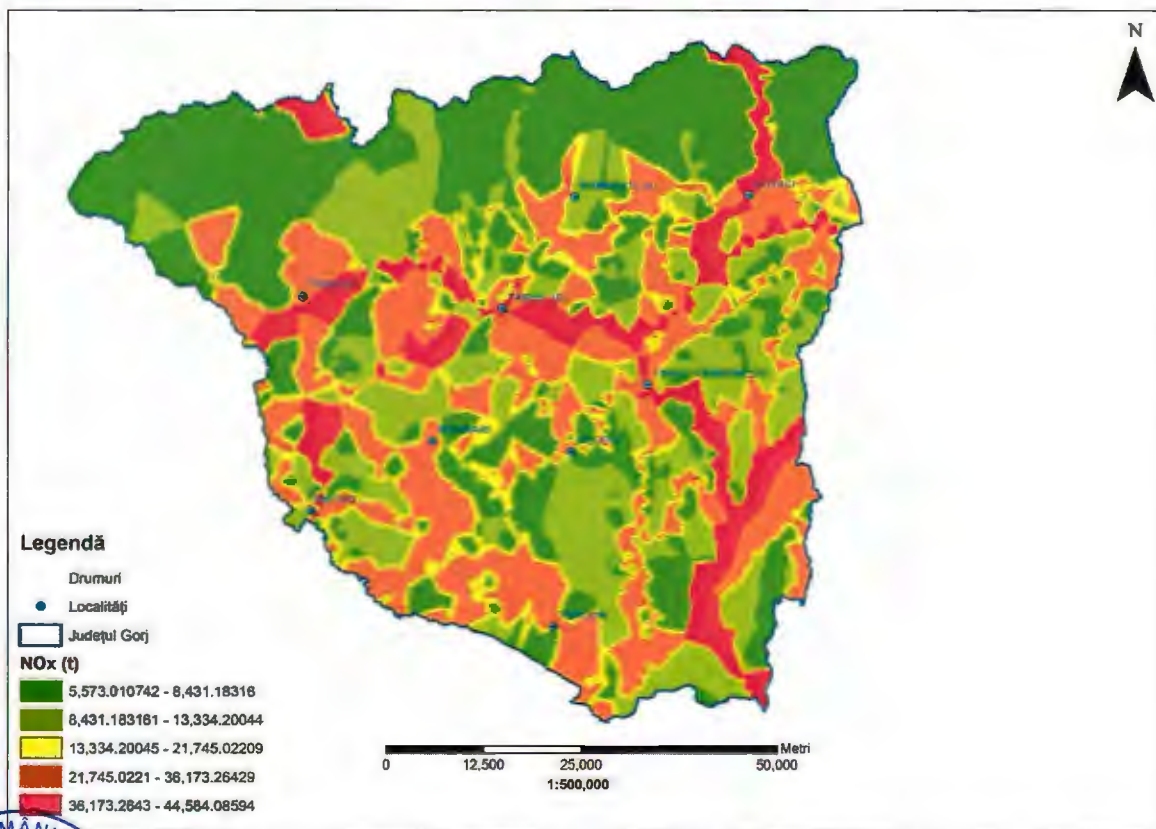 N
Legendă
Drumuri
Localități
Județul Gorj
NOx (t)
5,573.010742 - 8,431.18316
8,431.183161 - 13,334.20044
13,334.20045 - 21,745.02209
21,745.0221 - 36,173.26429
36,173.2643 - 44,584.08594
Metri
0 12,500 25,000 50,000
1:500,000